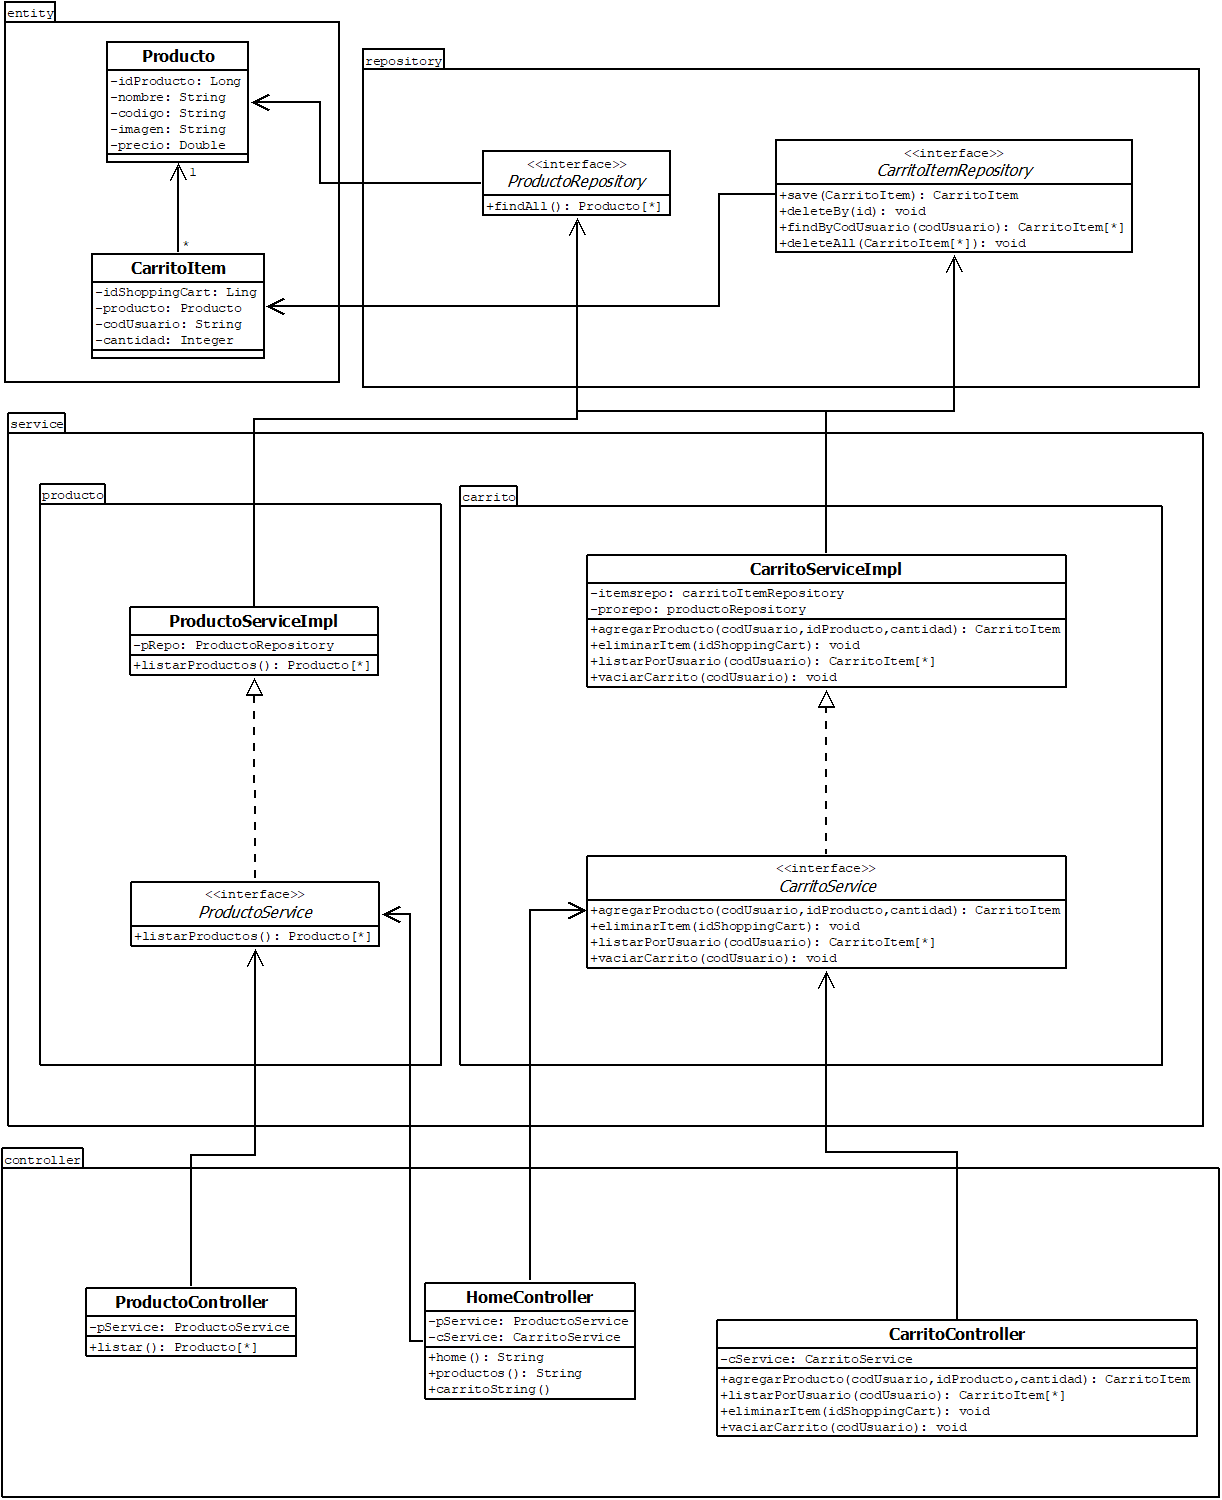 entity
Producto
-idProducto: Long
-nombre: String
-codigo: String
-imagen: String
-precio: Double
1
*
CarritoItem
-idShoppingCart: Ling
-producto: Producto
-codUsuario: String
-cantidad: Integer
repository
<<interface>>
ProductoRepository
+findAll(): Producto[*]
<<interface>>
CarritoItemRepository
+save(CarritoItem): CarritoItem
+deleteBy(id): void
+findByCodUsuario(codUsuario): CarritoItem[*]
+deleteAll(CarritoItem[*]): void
service
producto
ProductoServiceImpl
-pRepo: ProductoRepository
+listarProductos(): Producto[*]
<<interface>>
ProductoService
+listarProductos(): Producto[*]
carrito
CarritoServiceImpl
-itemsrepo: carritoItemRepository
-prorepo: productoRepository
+agregarProducto(codUsuario,idProducto,cantidad): CarritoItem
+eliminarItem(idShoppingCart): void
+listarPorUsuario(codUsuario): CarritoItem[*]
+vaciarCarrito(codUsuario): void
<<interface>>
CarritoService
+agregarProducto(codUsuario,idProducto,cantidad): CarritoItem
+eliminarItem(idShoppingCart): void
+listarPorUsuario(codUsuario): CarritoItem[*]
+vaciarCarrito(codUsuario): void
controller
ProductoController
-pService: ProductoService
+listar(): Producto[*]
HomeController
-pService: ProductoService
-cService: CarritoService
+home(): String
+productos(): String
+carritoString()
CarritoController
-cService: CarritoService
+agregarProducto(codUsuario,idProducto,cantidad): CarritoItem
+listarPorUsuario(codUsuario): CarritoItem[*]
+eliminarItem(idShoppingCart): void
+vaciarCarrito(codUsuario): void